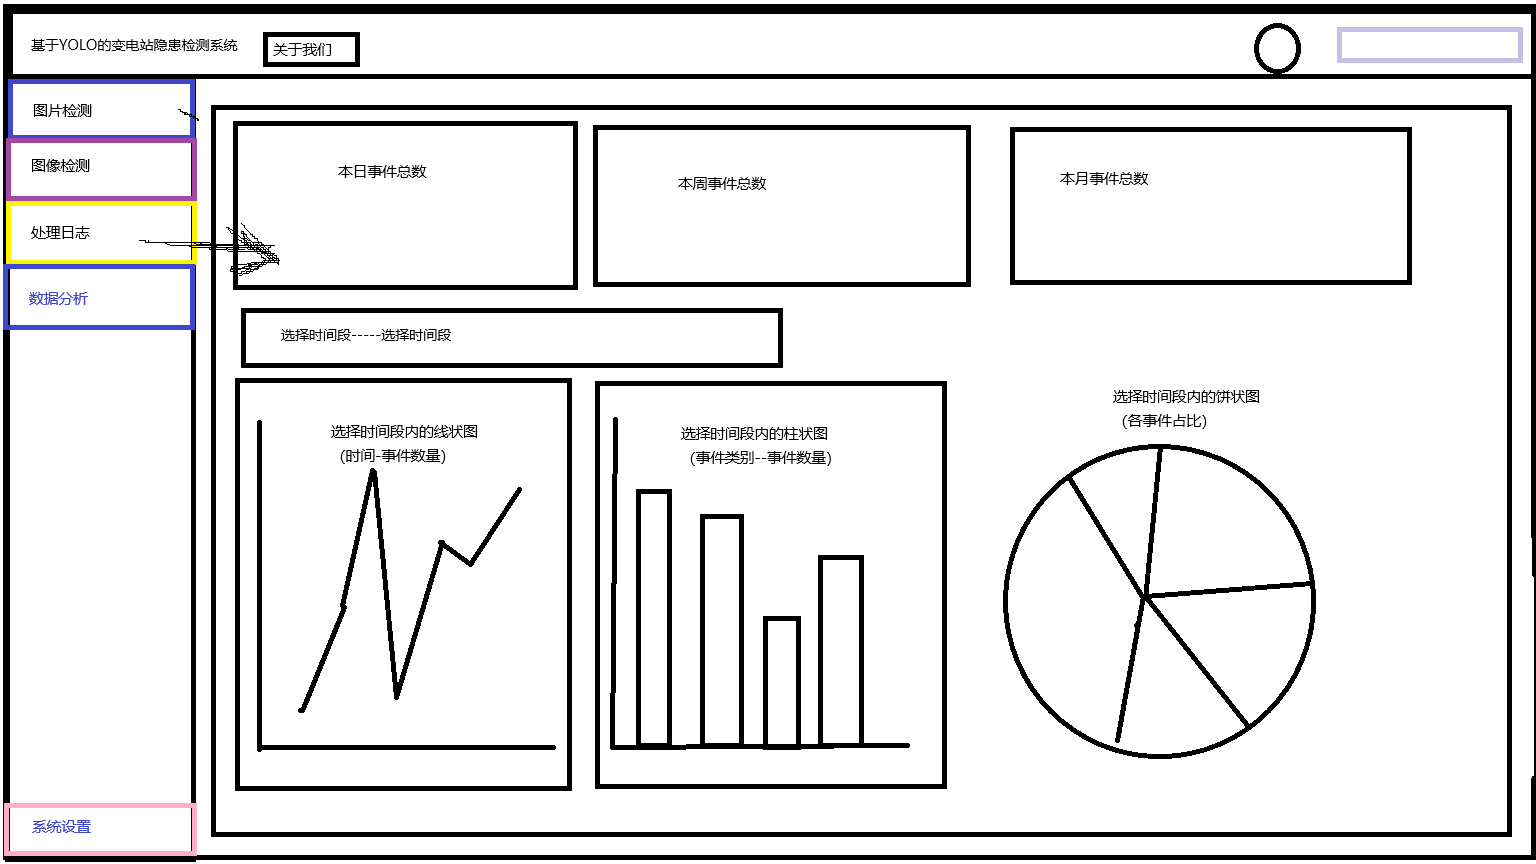 基于YOLO的变电站隐患检测系统
关于我们
图片检测
图像检测
处理日志
数据分析
系统设置
本日事件总数
本周事件总数
本月事件总数
选择时间段-----选择时间段
选择时间段内的线状图
(时间-事件数量)
选择时间段内的柱状图
(事件类别--事件数量)
选择时间段内的饼状图
(各事件占比)